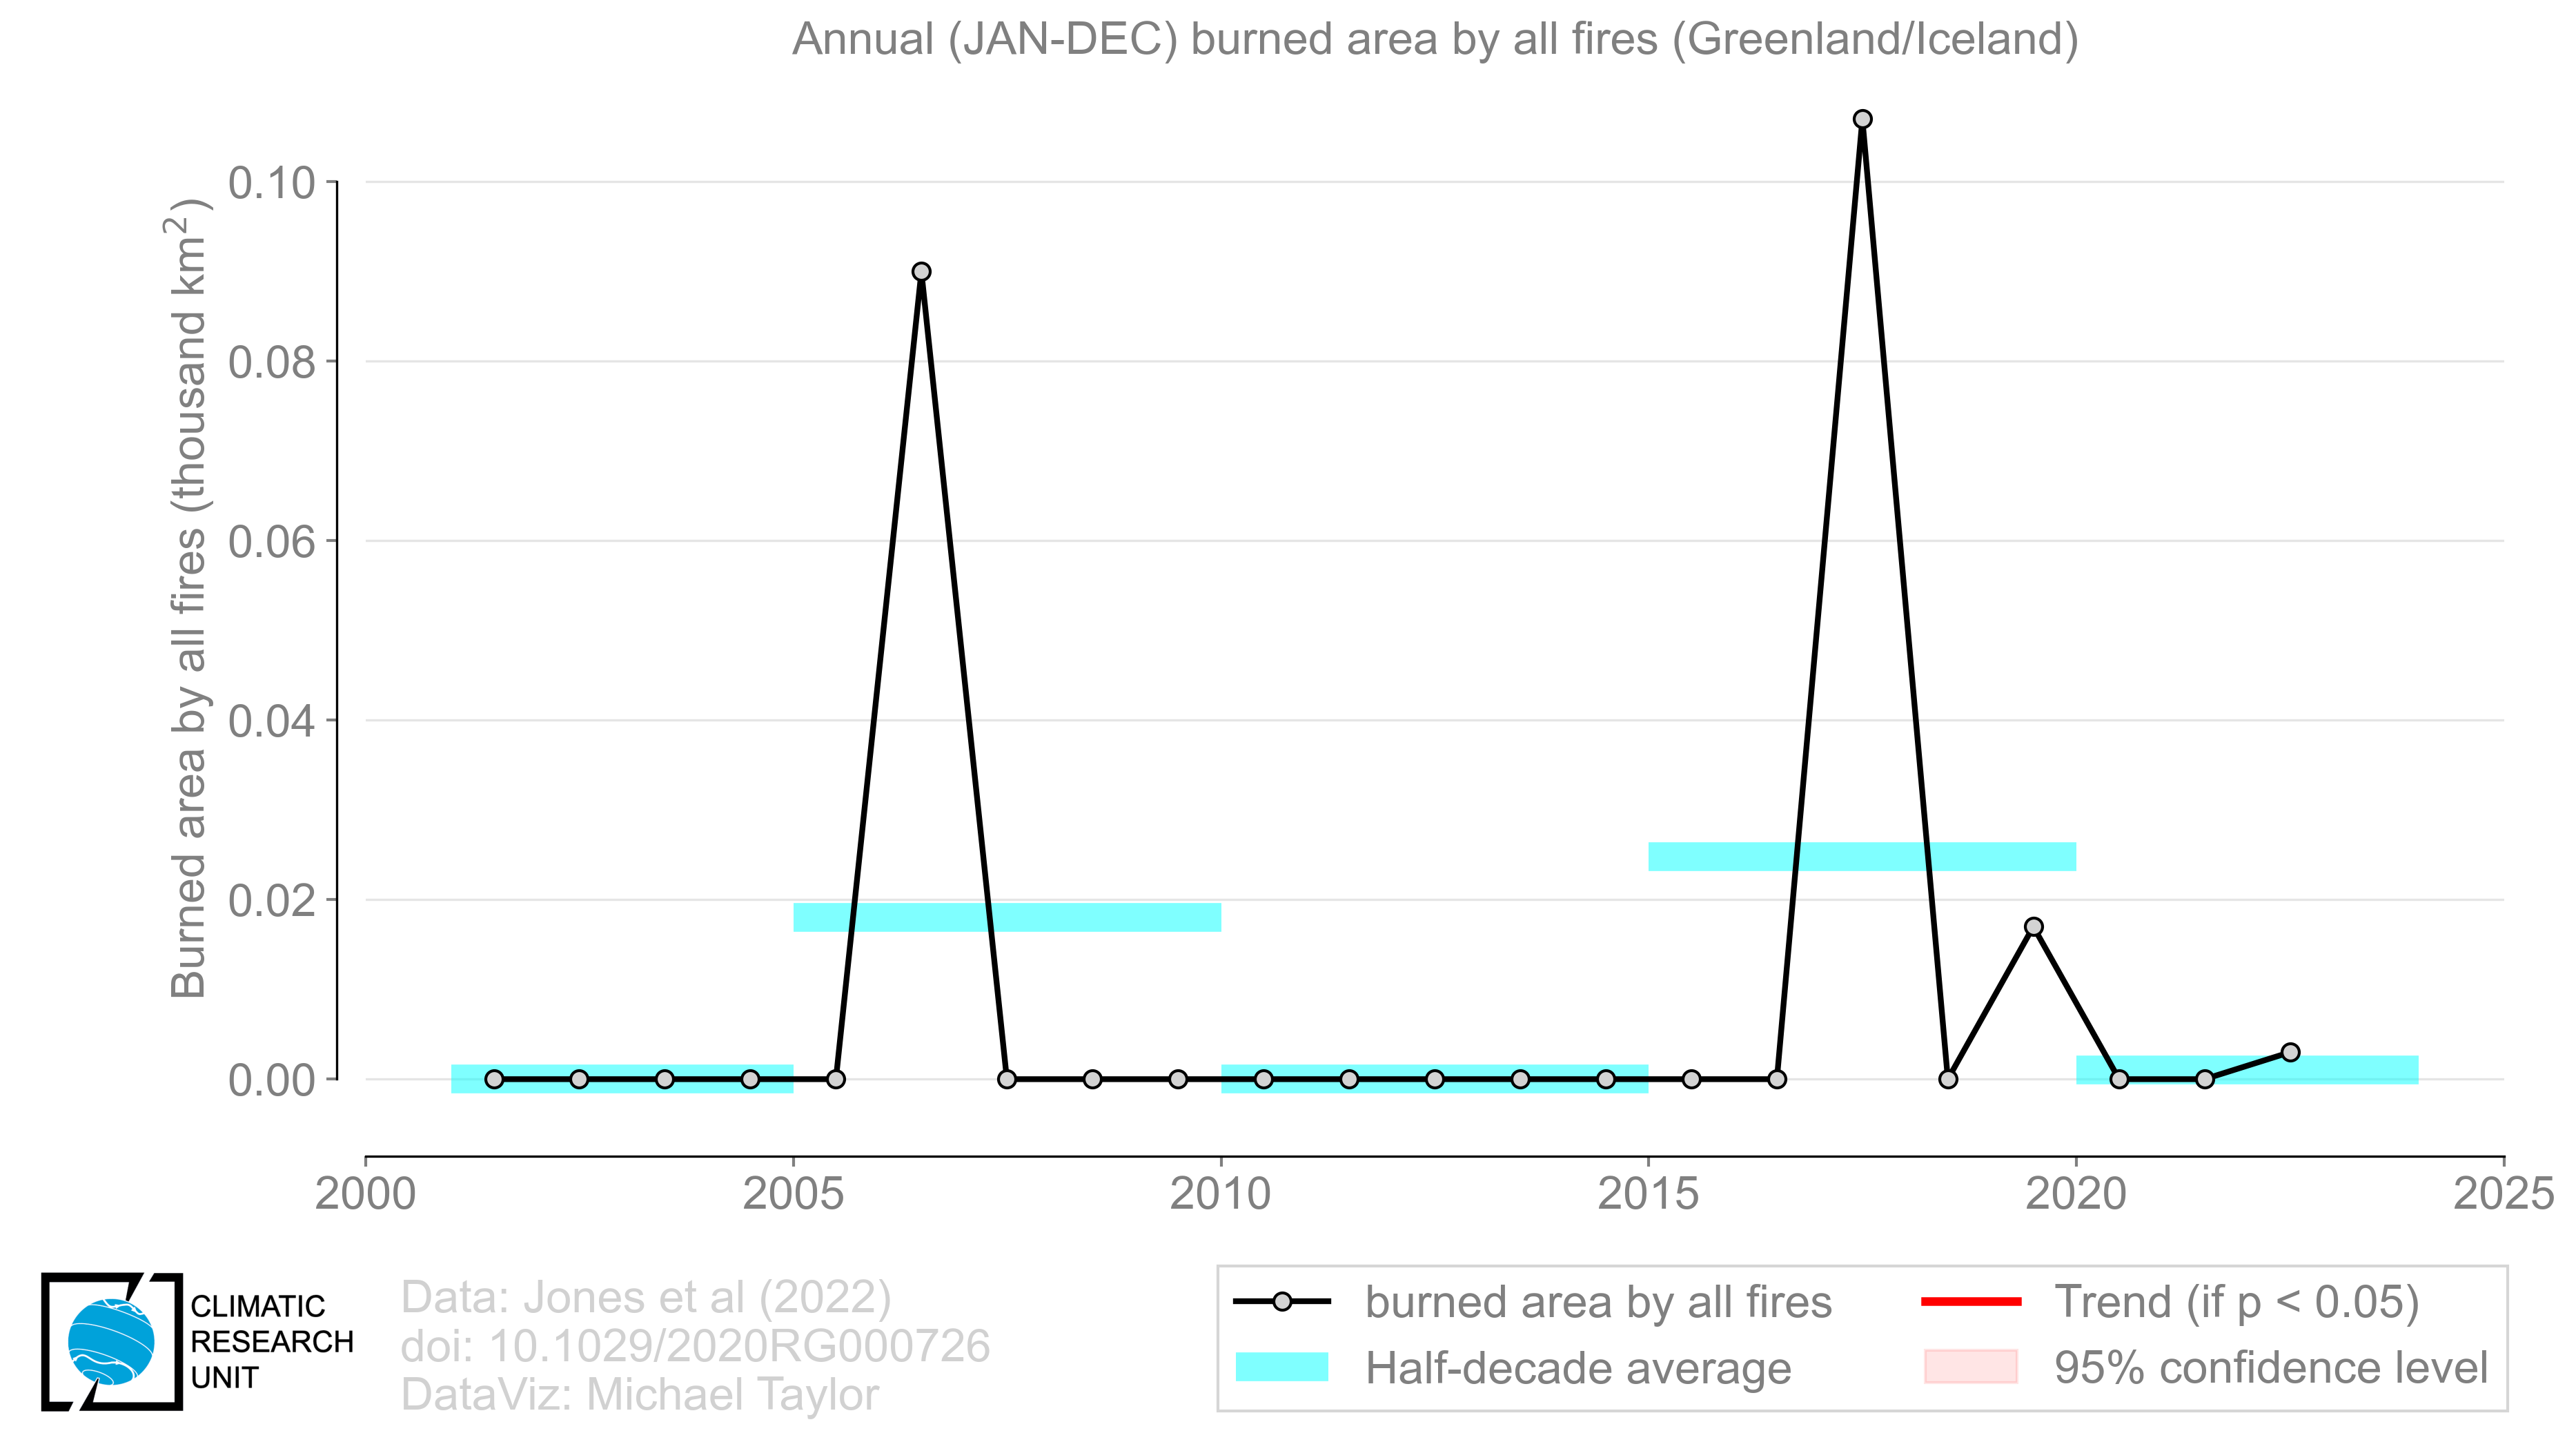 Annual (JAN-DEC) burned area by all fires (Greenland/Iceland)
Burned area by all fires (thousand km²)
0.10
0.08
0.06
0.04
0.02
0.00
2000 2005 2010 2015 2020 2025
CLIMATIC
RESEARCH
UNIT
Data: Jones et al (2022)
doi: 10.1029/2020RG000726
DataViz: Michael Taylor
burned area by all fires
Half-decade average
Trend (if p < 0.05)
95% confidence level